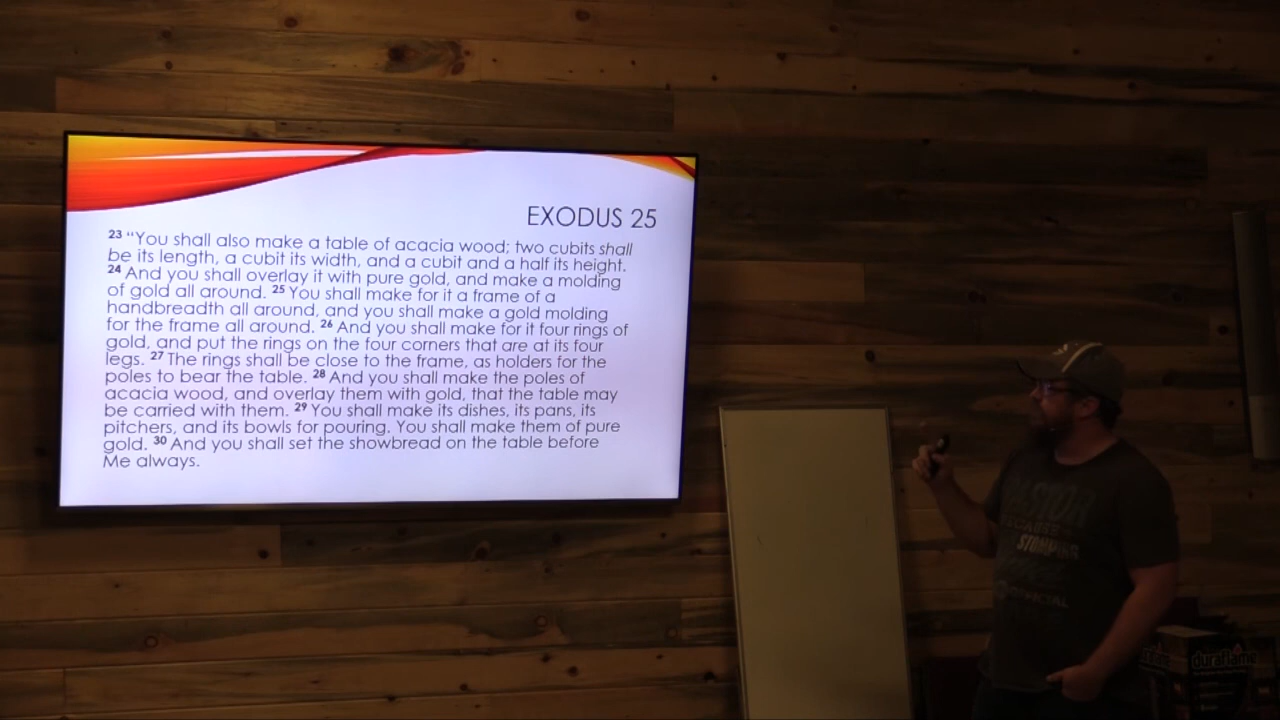 EXODUS 25
23 “You shall also make a table of acacia wood; two cubits shall
be its length, a cubit its width, and a cubit and a half its height.
24 And you shall overlay it with pure gold, and make a molding
of gold all around. 25 You shall make for it a frame of a
handbreadth all around, and you shall make a gold molding
for the frame all around. 26 And you shall make for it four rings of
gold, and put the rings on the four corners that are at its four
legs. 27 The rings shall be close to the frame, as holders for the
poles to bear the table. 28 And you shall make the poles of
acacia wood, and overlay them with gold, that the table may
be carried with them. 29 You shall make its dishes, its pans, its
pitchers, and its bowls for pouring. You shall make them of pure
gold. 30 And you shall set the showbread on the table before
Me always.
STOMPING
duraflame